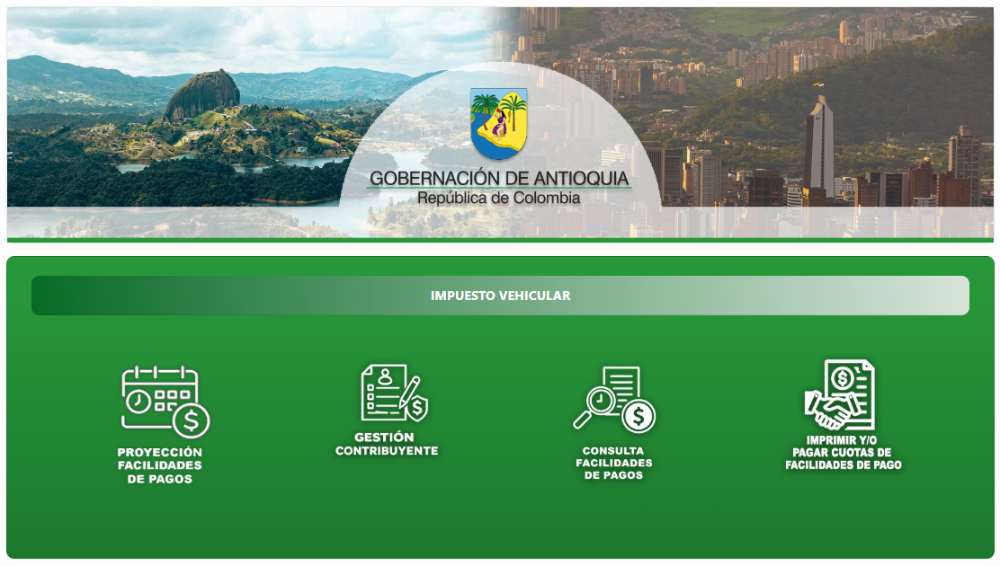 GOBERNACIÓN DE ANTIOQUIA
República de Colombia
IMPUESTO VEHICULAR
PROYECCIÓN
FACILIDADES
DE PAGOS
GESTIÓN
CONTRIBUYENTE
CONSULTA
FACILIDADES
DE PAGOS
IMPRIMIR Y/O
PAGAR CUOTAS DE
FACILIDADES DE PAGO